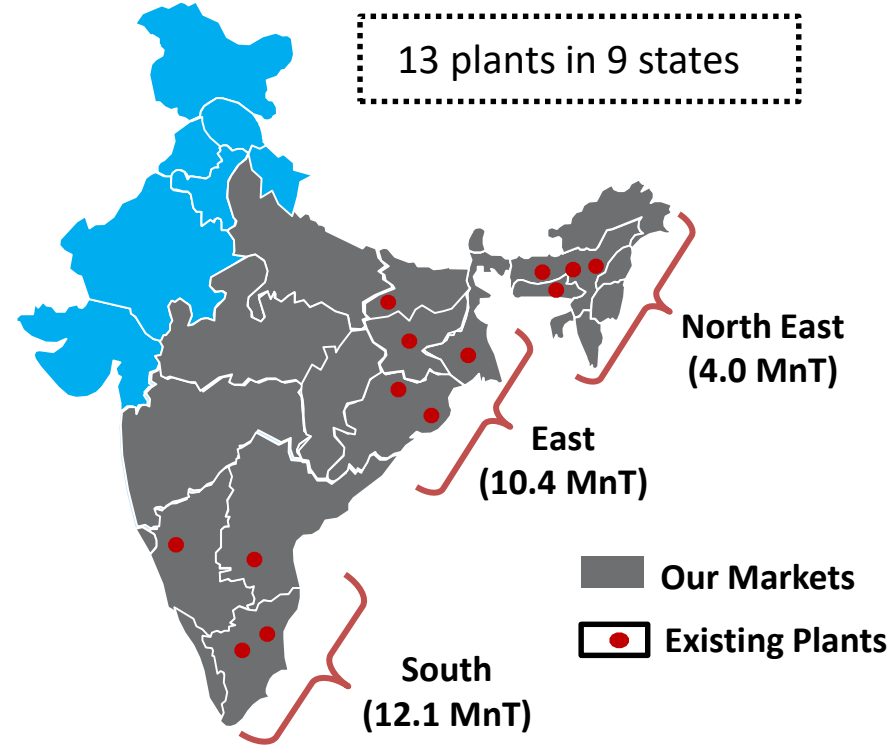 13 plants in 9 states
North East
(4.0 MnT)
East
(10.4 MnT)
Our Markets
Existing Plants
South
(12.1 MnT)